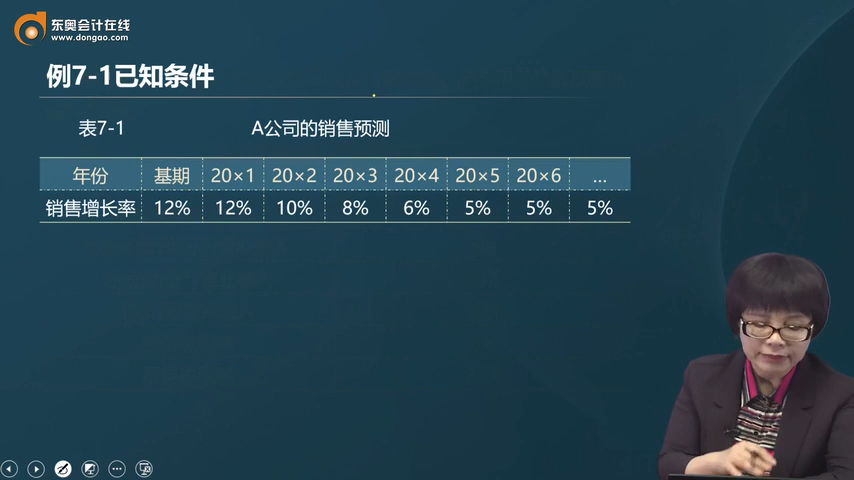 东奥会计在线
www.dongao.com
例7-1已知条件
表7-1 A公司的销售预测
年份 基期 20×1 20×2 20×3 20×4 20×5 20×6 ...
销售增长率 12% 12% 10% 8% 6% 5% 5% 5%